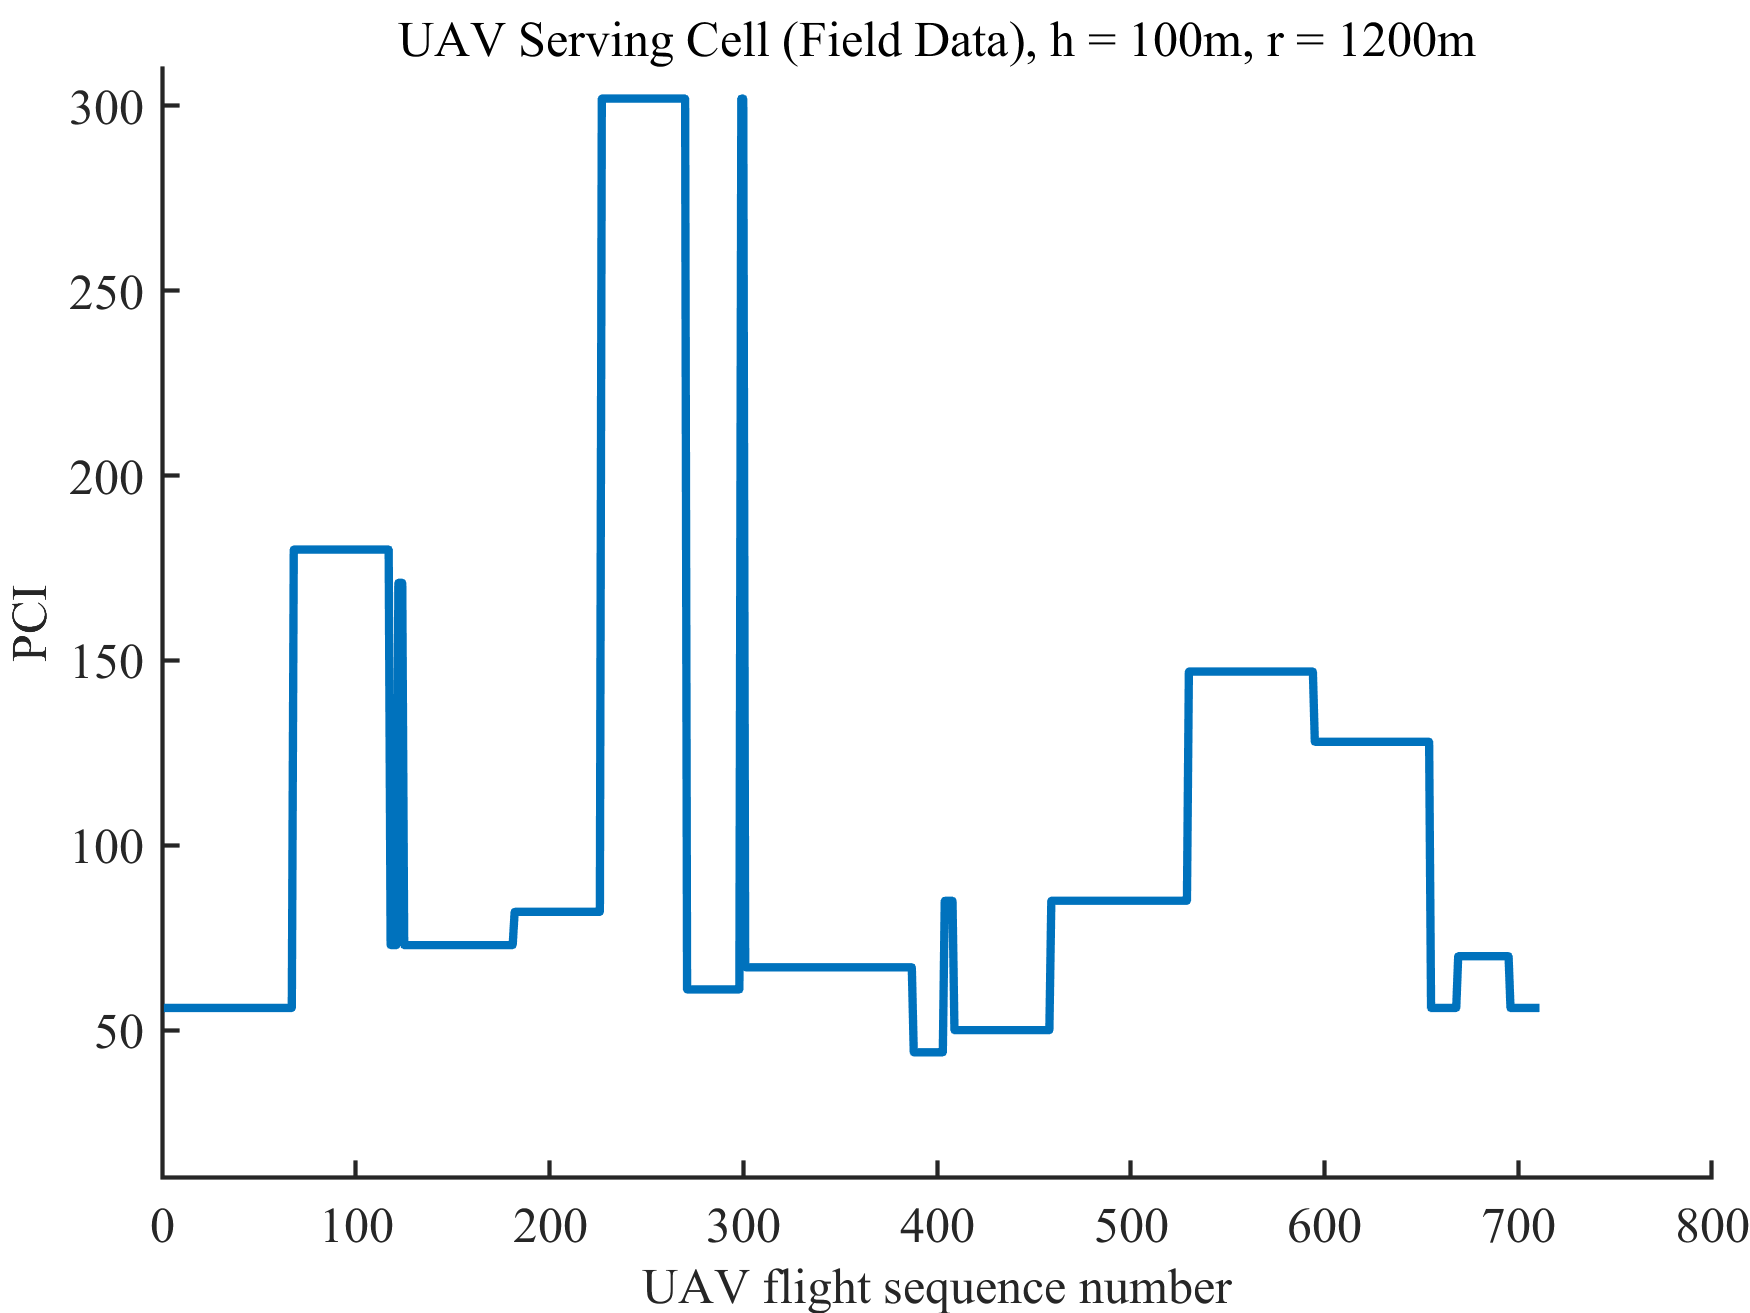 UAV Serving Cell (Field Data), h = 100m, r = 1200m
300
250
200
150
100
50
PCI
0 100 200 300 400 500 600 700 800
UAV flight sequence number